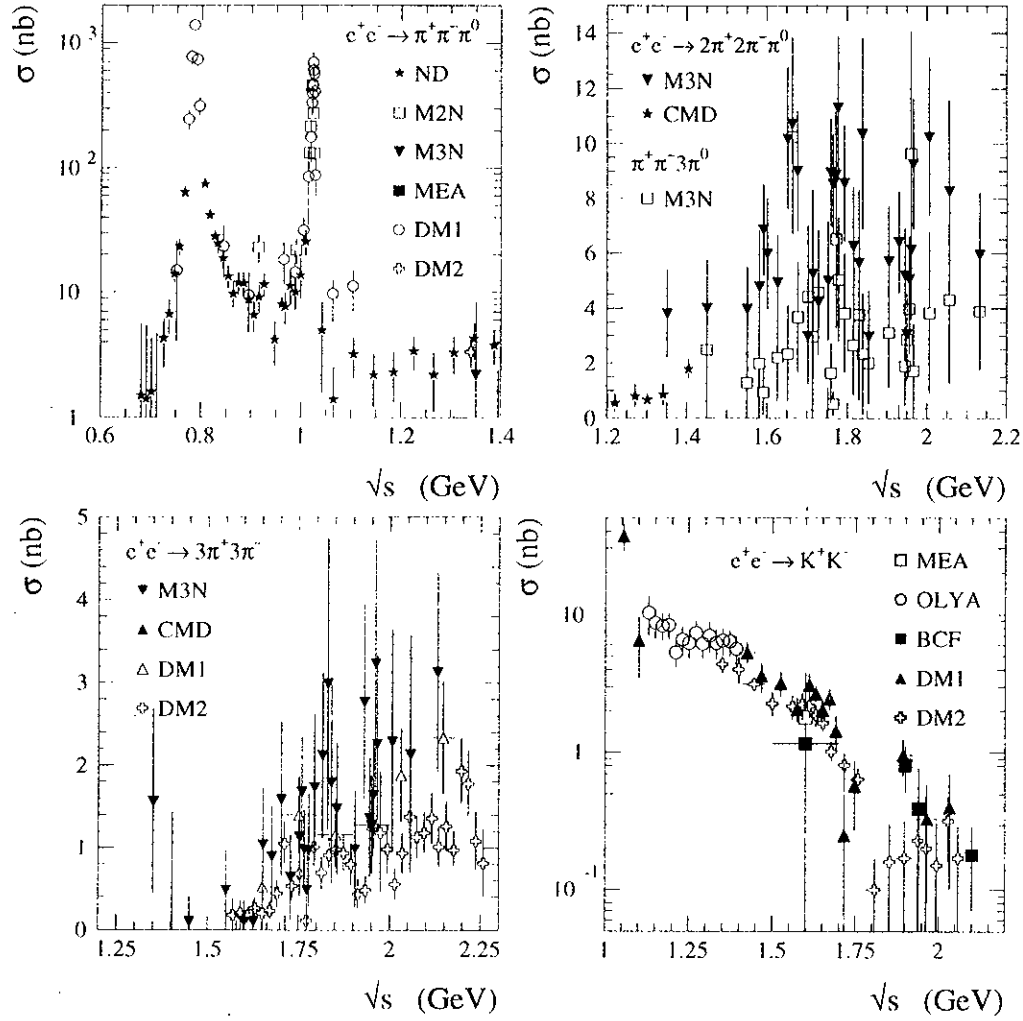 σ (nb)
10³
10²
10
1
e⁺e⁻ → π⁺π⁻π⁰
ND
M2N
M3N
MEA
DM1
DM2
0.6 0.8 1 1.2 1.4
√s (GeV)
σ (nb)
14
12
10
8
6
4
2
0
e⁺e⁻ → 2π⁺2π⁻π⁰
M3N
CMD
π⁺π⁻3π⁰
M3N
1.2 1.4 1.6 1.8 2 2.2
√s (GeV)
σ (nb)
5
4
3
2
1
0
e⁺e⁻ → 3π⁺3π⁻
M3N
CMD
DM1
DM2
1.25 1.5 1.75 2 2.25
√s (GeV)
σ (nb)
10
1
10⁻¹
e⁺e⁻ → K⁺K⁻
MEA
OLYA
BCF
DM1
DM2
1 1.25 1.5 1.75 2
√s (GeV)